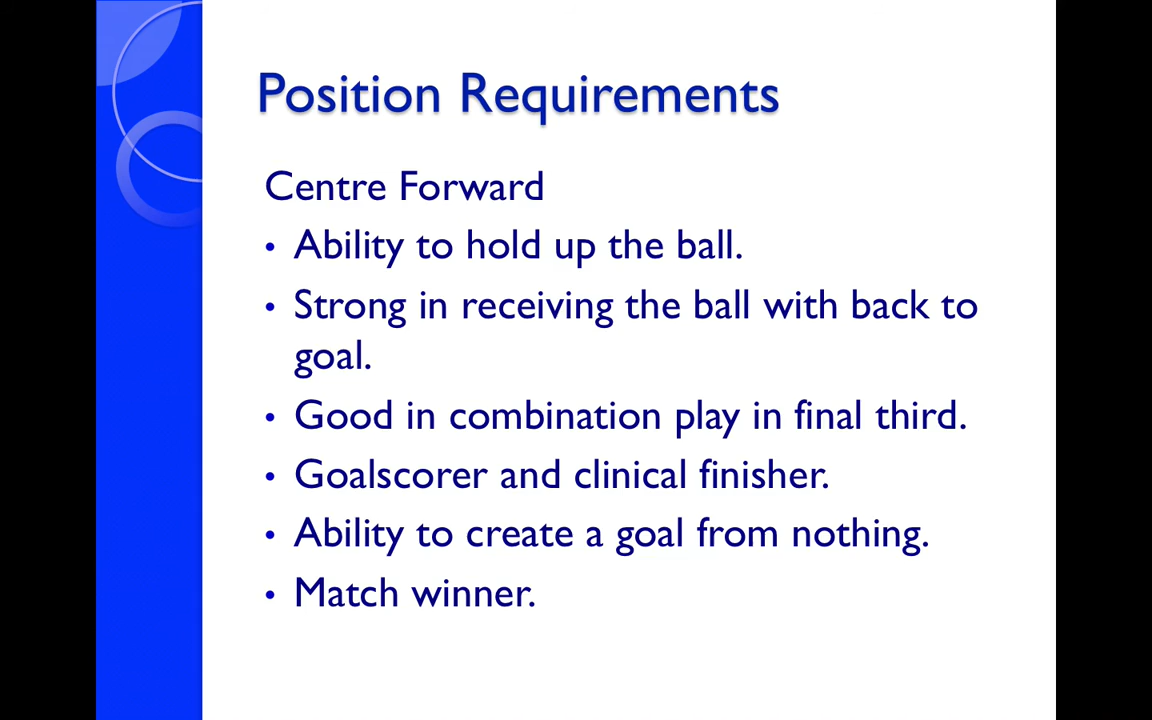 Position Requirements
Centre Forward
• Ability to hold up the ball.
• Strong in receiving the ball with back to
goal.
• Good in combination play in final third.
• Goalscorer and clinical finisher.
• Ability to create a goal from nothing.
• Match winner.